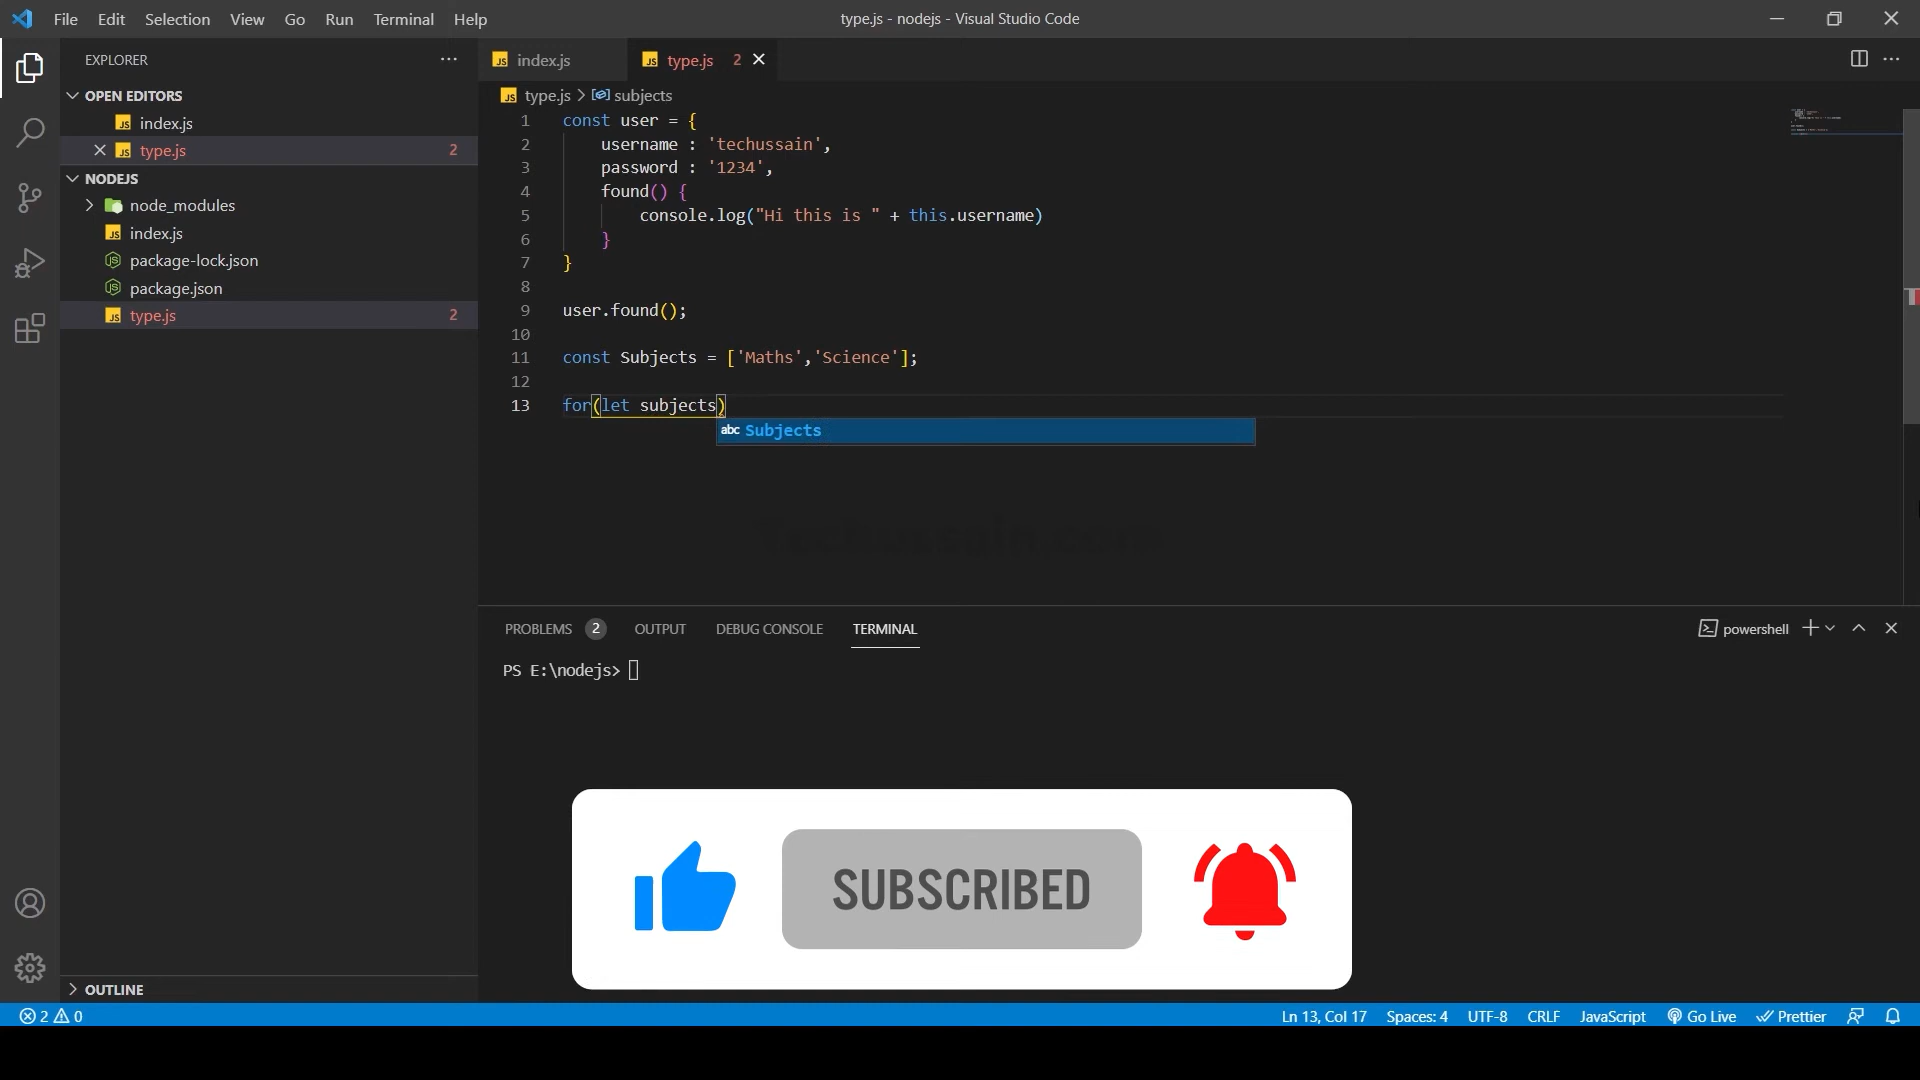 File Edit Selection View Go Run Terminal Help
type.js - nodejs - Visual Studio Code
EXPLORER
OPEN EDITORS
index.js
type.js 2
NODEJS
node_modules
index.js
package-lock.json
package.json
type.js 2
OUTLINE
index.js type.js 2
type.js > subjects
1 const user = {
2 username : 'techussain',
3 password : '1234',
4 found() {
5 console.log("Hi this is " + this.username)
6 }
7 }
8
9 user.found();
10
11 const Subjects = ['Maths','Science'];
12
13 for(let subjects)
abc Subjects
PROBLEMS 2 OUTPUT DEBUG CONSOLE TERMINAL
powershell
PS E:\nodejs>
SUBSCRIBED
2 0
Ln 13, Col 17 Spaces: 4 UTF-8 CRLF JavaScript Go Live Prettier